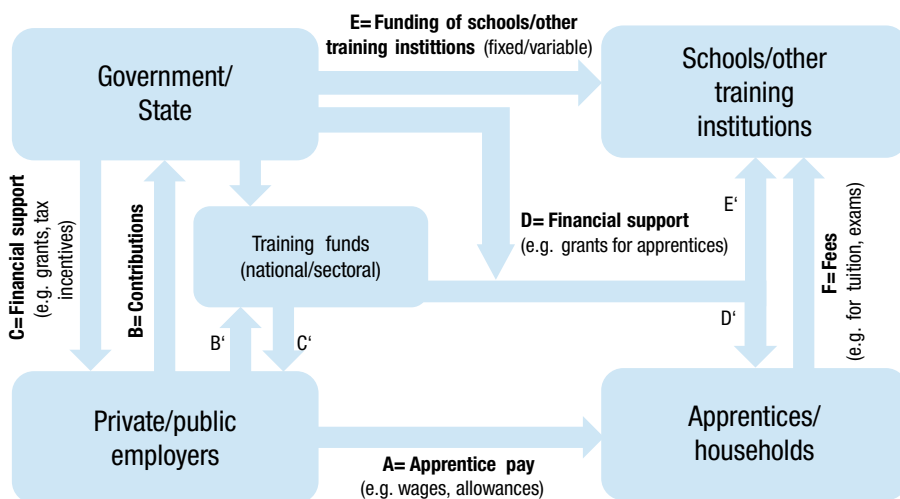 E= Funding of schools/other
training instittions (fixed/variable)
Government/
State
Schools/other
training
institutions
C= Financial support
(e.g. grants, tax
incentives)
B= Contributions
Training funds
(national/sectoral)
D= Financial support
(e.g. grants for apprentices)
E‘
F= Fees
(e.g. for tuition, exams)
B‘
C‘
D‘
Private/public
employers
A= Apprentice pay
(e.g. wages, allowances)
Apprentices/
households